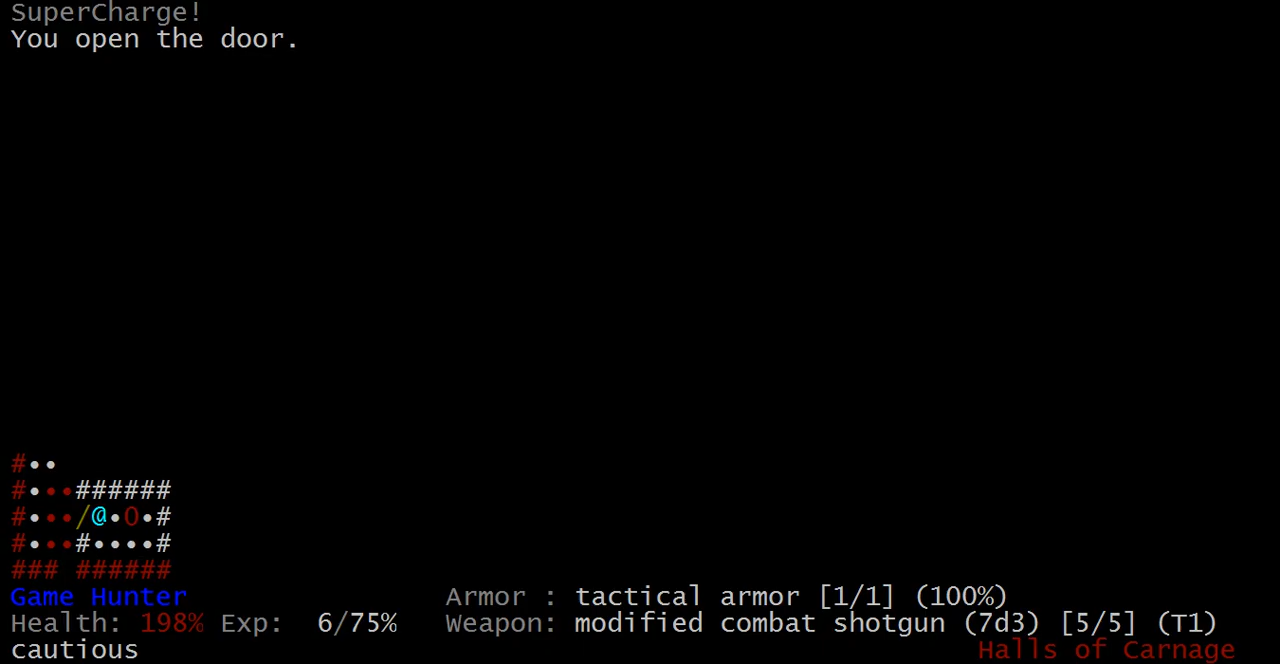 SuperCharge!
You open the door.
#••
#•••######
#•••/@•O•#
#•••#••••#
### ######
Game Hunter Armor : tactical armor [1/1] (100%)
Health: 198% Exp: 6/75% Weapon: modified combat shotgun (7d3) [5/5] (T1)
cautious Halls of Carnage